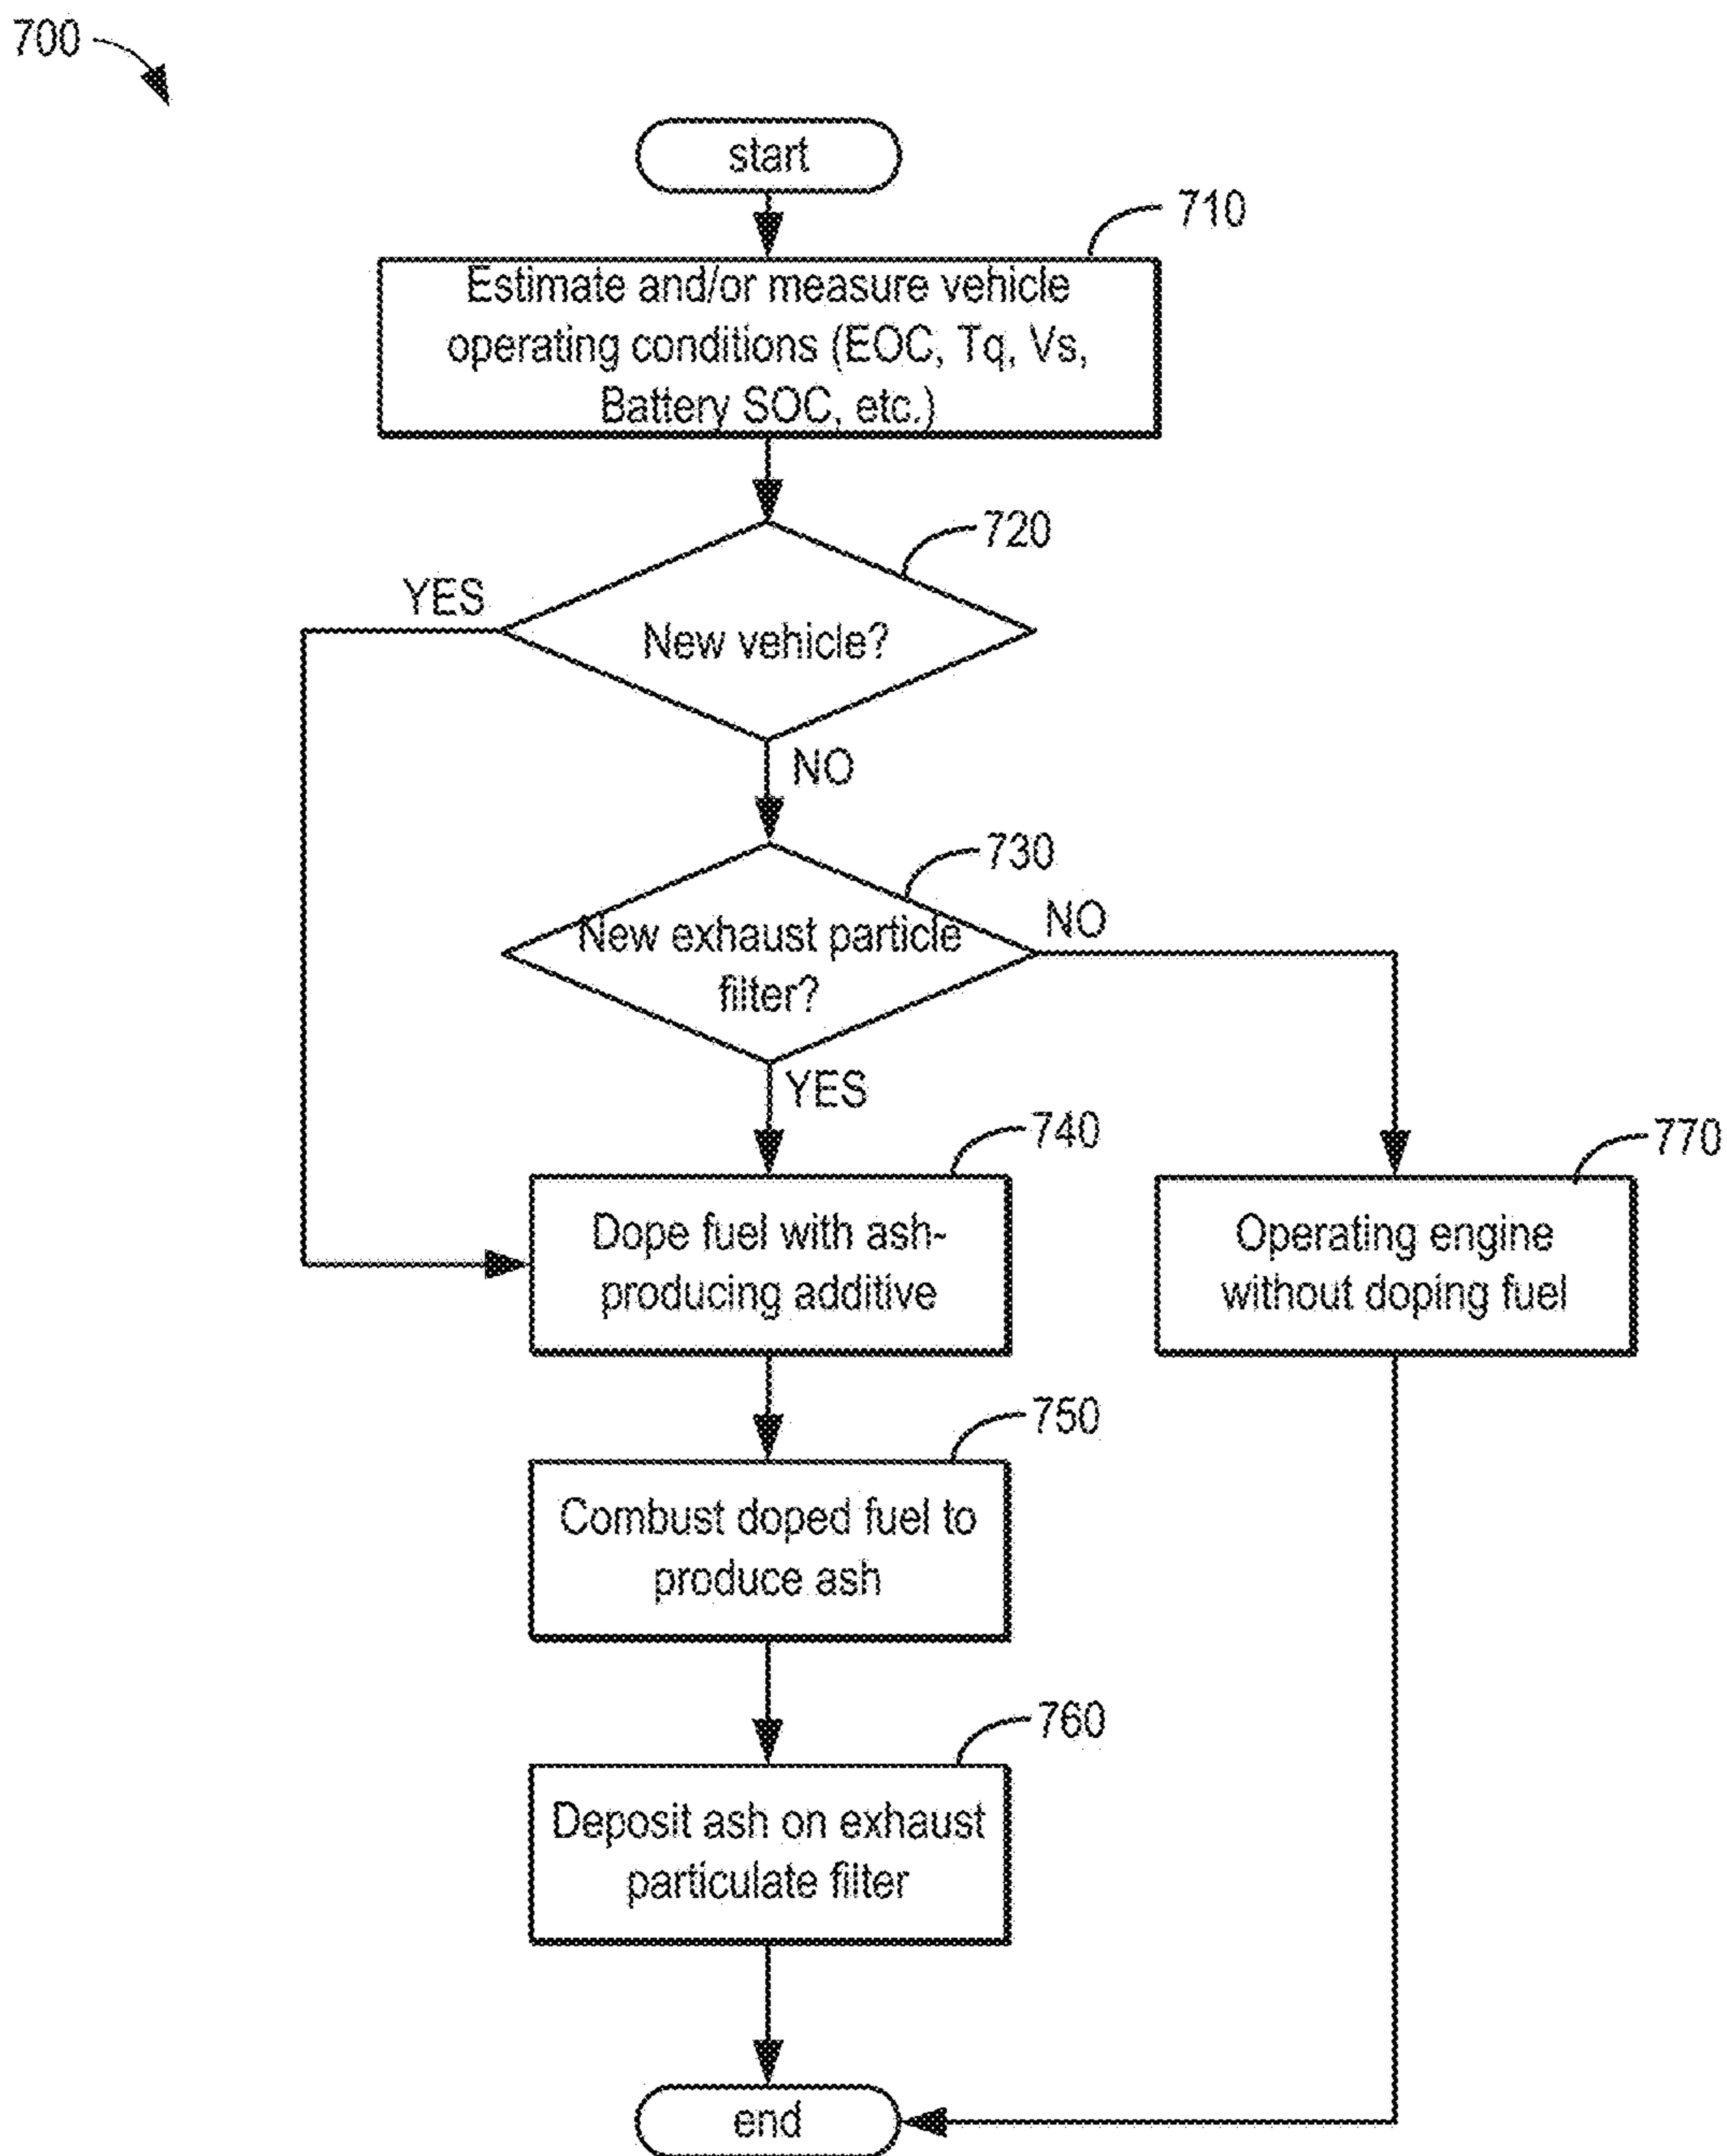 700
start
710
Estimate and/or measure vehicle
operating conditions (EOC, Tq, Vs,
Battery SOC, etc.)
720
YES
New vehicle?
NO
730
New exhaust particle
filter?
NO
YES
740
Dope fuel with ash-
producing additive
770
Operating engine
without doping fuel
750
Combust doped fuel to
produce ash
760
Deposit ash on exhaust
particulate filter
end